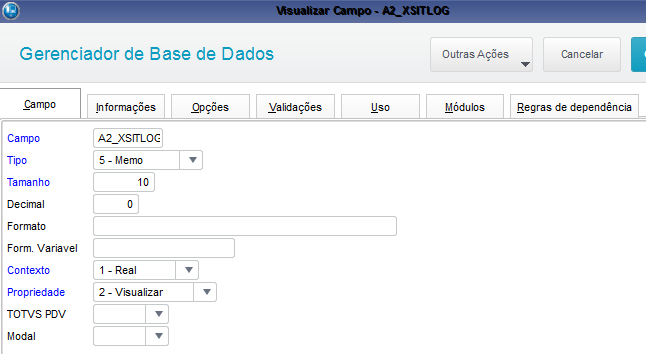 Visualizar Campo - A2_XSITLOG
Gerenciador de Base de Dados
Outras Ações
Cancelar
Campo
Informações
Opções
Validações
Uso
Módulos
Regras de dependência
Campo A2_XSITLOG
Tipo 5 - Memo
Tamanho 10
Decimal 0
Formato
Form. Variavel
Contexto 1 - Real
Propriedade 2 - Visualizar
TOTVS PDV
Modal